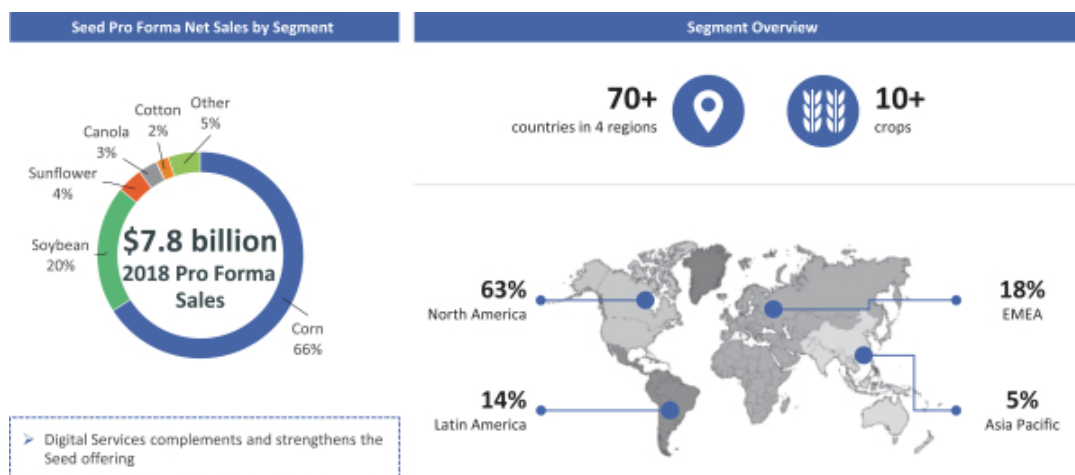 Seed Pro Forma Net Sales by Segment
Segment Overview
Other
5%
Cotton
2%
Canola
3%
Sunflower
4%
Soybean
20%
$7.8 billion
2018 Pro Forma
Sales
Corn
66%
➤ Digital Services complements and strengthens the
Seed offering
70+
countries in 4 regions
10+
crops
63%
North America
18%
EMEA
14%
Latin America
5%
Asia Pacific